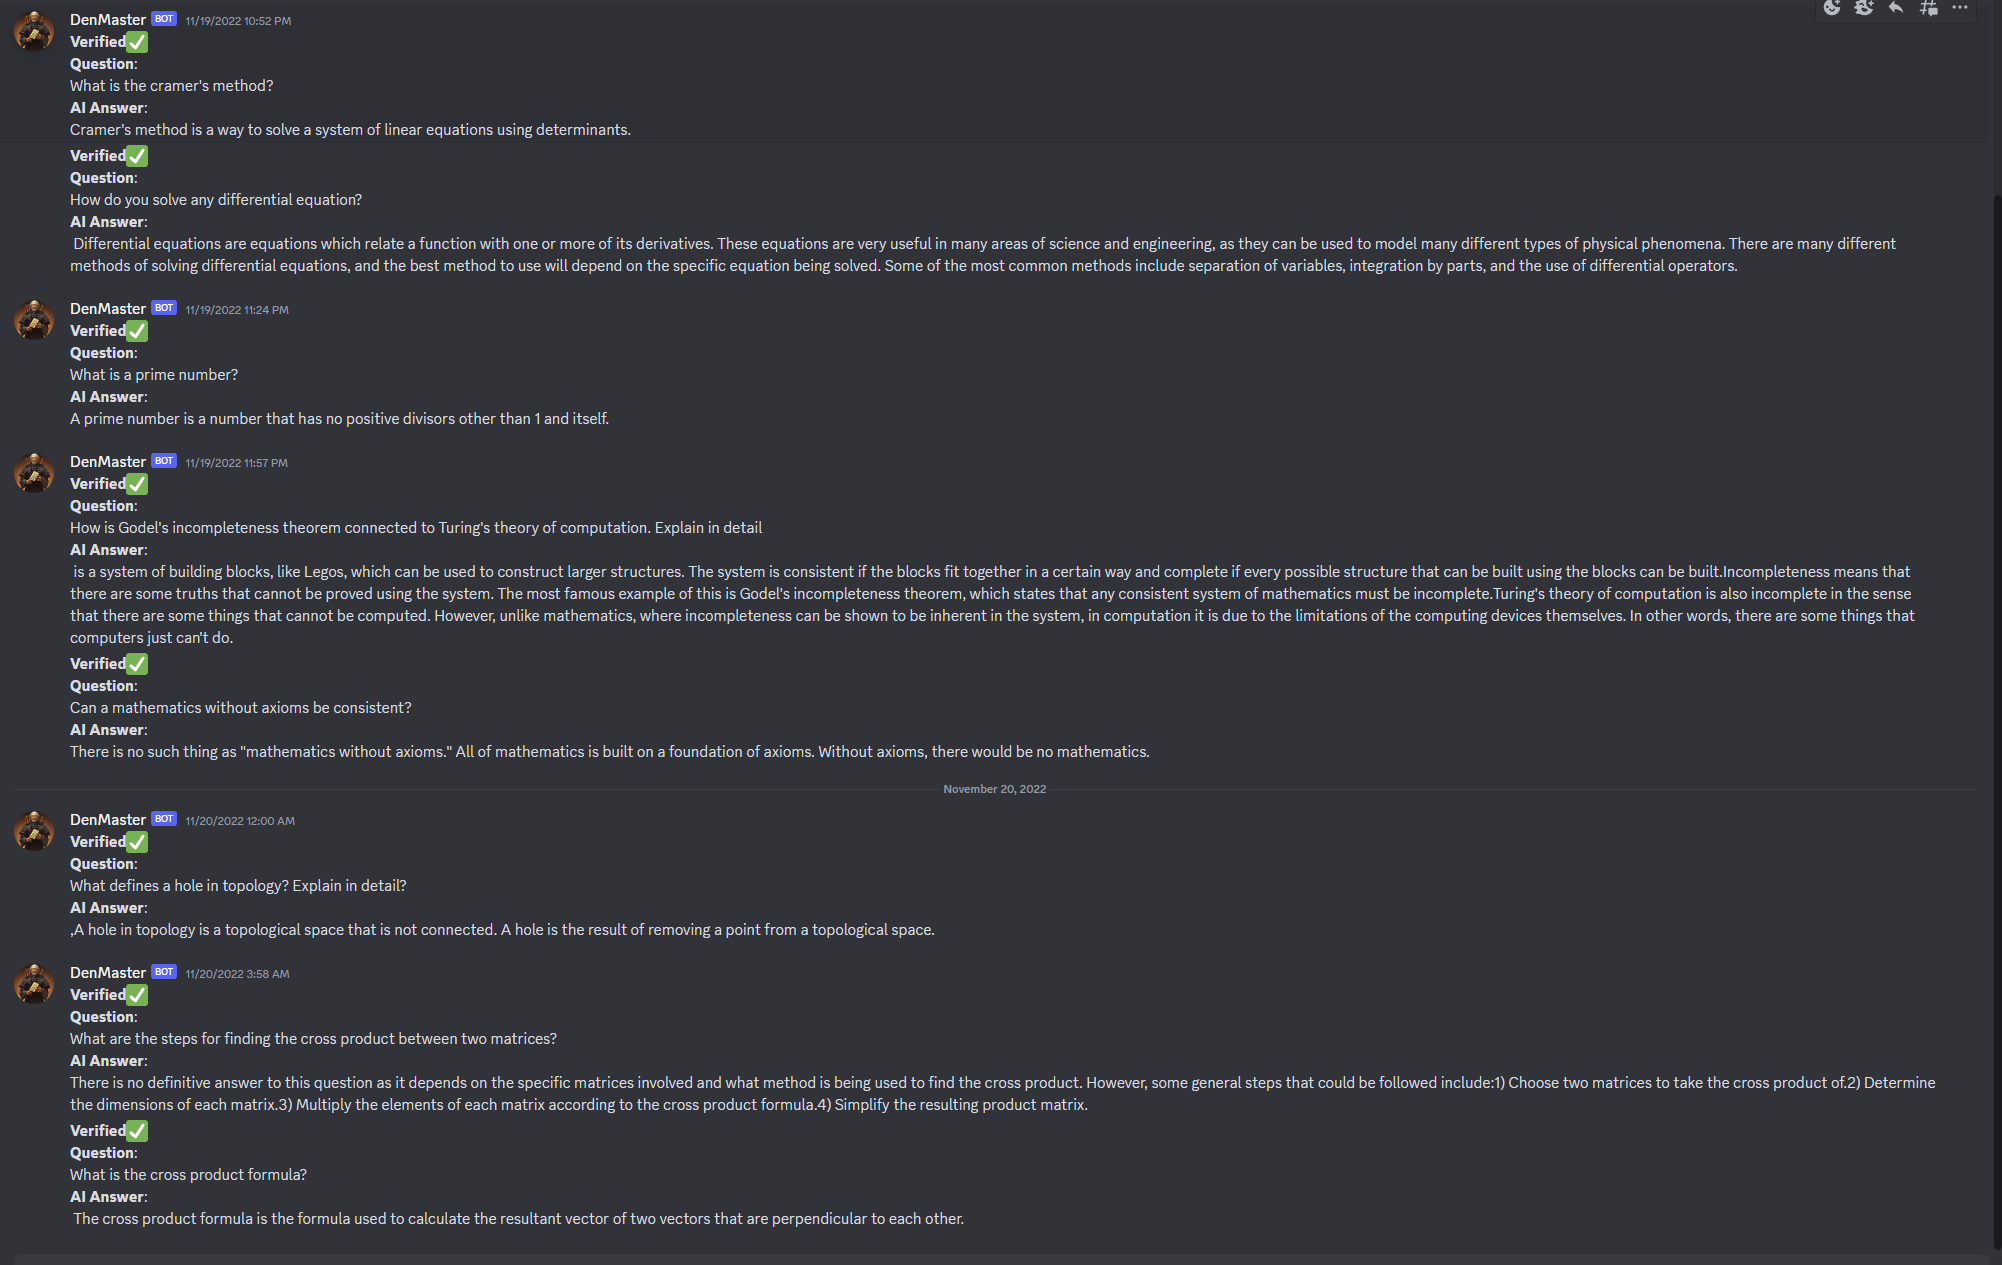 DenMaster BOT 11/19/2022 10:52 PM
Verified✅
Question:
What is the cramer's method?
AI Answer:
Cramer's method is a way to solve a system of linear equations using determinants.
Verified✅
Question:
How do you solve any differential equation?
AI Answer:
Differential equations are equations which relate a function with one or more of its derivatives. These equations are very useful in many areas of science and engineering, as they can be used to model many different types of physical phenomena. There are many different
methods of solving differential equations, and the best method to use will depend on the specific equation being solved. Some of the most common methods include separation of variables, integration by parts, and the use of differential operators.
DenMaster BOT 11/19/2022 11:24 PM
Verified✅
Question:
What is a prime number?
AI Answer:
A prime number is a number that has no positive divisors other than 1 and itself.
DenMaster BOT 11/19/2022 11:57 PM
Verified✅
Question:
How is Godel's incompleteness theorem connected to Turing's theory of computation. Explain in detail
AI Answer:
is a system of building blocks, like Legos, which can be used to construct larger structures. The system is consistent if the blocks fit together in a certain way and complete if every possible structure that can be built using the blocks can be built.Incompleteness means that
there are some truths that cannot be proved using the system. The most famous example of this is Godel's incompleteness theorem, which states that any consistent system of mathematics must be incomplete.Turing's theory of computation is also incomplete in the sense
that there are some things that cannot be computed. However, unlike mathematics, where incompleteness can be shown to be inherent in the system, in computation it is due to the limitations of the computing devices themselves. In other words, there are some things that
computers just can't do.
Verified✅
Question:
Can a mathematics without axioms be consistent?
AI Answer:
There is no such thing as "mathematics without axioms." All of mathematics is built on a foundation of axioms. Without axioms, there would be no mathematics.
November 20, 2022
DenMaster BOT 11/20/2022 12:00 AM
Verified✅
Question:
What defines a hole in topology? Explain in detail?
AI Answer:
,A hole in topology is a topological space that is not connected. A hole is the result of removing a point from a topological space.
DenMaster BOT 11/20/2022 3:58 AM
Verified✅
Question:
What are the steps for finding the cross product between two matrices?
AI Answer:
There is no definitive answer to this question as it depends on the specific matrices involved and what method is being used to find the cross product. However, some general steps that could be followed include:1) Choose two matrices to take the cross product of.2) Determine
the dimensions of each matrix.3) Multiply the elements of each matrix according to the cross product formula.4) Simplify the resulting product matrix.
Verified✅
Question:
What is the cross product formula?
AI Answer:
The cross product formula is the formula used to calculate the resultant vector of two vectors that are perpendicular to each other.